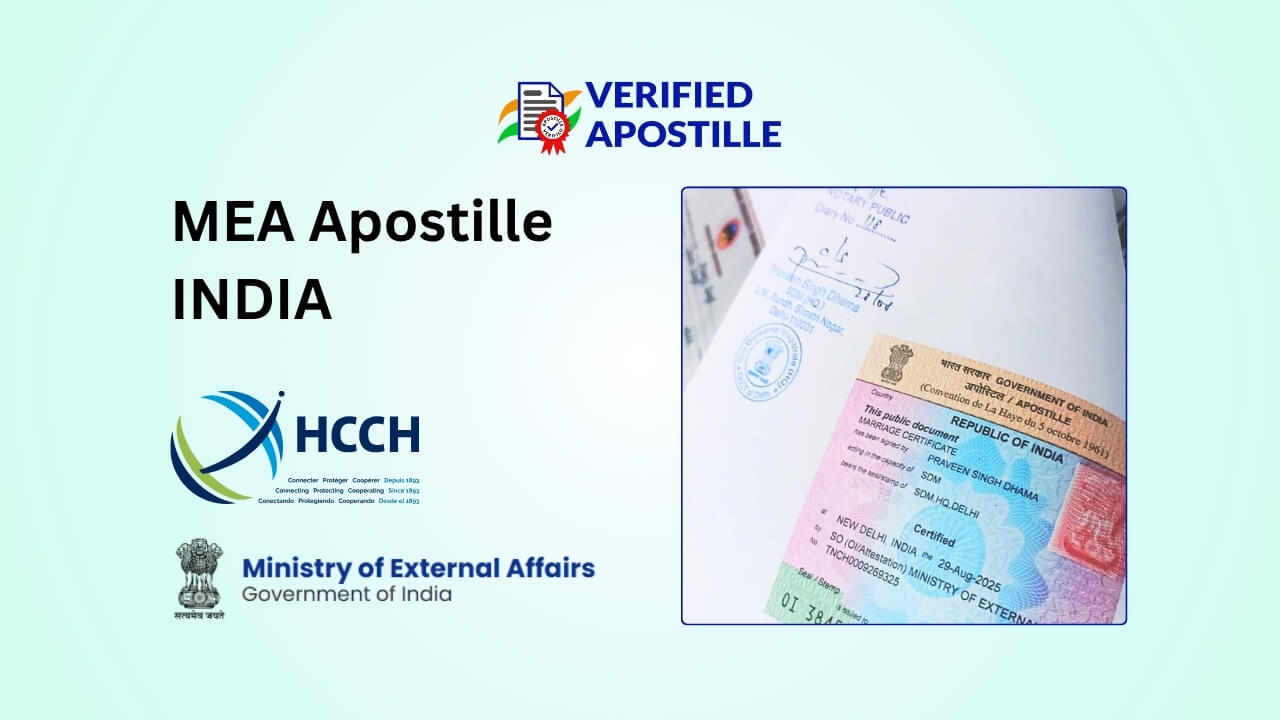 VERIFIED
APOSTILLE
MEA Apostille
INDIA
HCCH
Connecter Protéger Coopérer Depuis 1893
Connecting Protecting Cooperating Since 1893
Conectando Protegiendo Cooperando Desde el 1893
सत्यमेव जयते
Ministry of External Affairs
Government of India
NOTARY PUBLIC
Diary No 118
Praveen Singh Dhama
SDM (HQ.)
L.M. Bundh, Shastri Nagar,
Delhi-110031
भारत सरकार GOVERNMENT OF INDIA
अपोस्टिल / APOSTILLE
(Convention de La Haye du 5 octobre 1961)
Country
REPUBLIC OF INDIA
This public document
MARRIAGE CERTIFICATE
has been signed by PRAVEEN SINGH DHAMA
acting in the capacity of SDM
bears the seal/stamp of SDM,HQ,DELHI
Certified
at NEW DELHI, INDIA the 29-Aug-2025
by SO (OI/Attestation) MINISTRY OF EXTERNAL
No TNCH0009269325
Seal / Stamp
is issued to